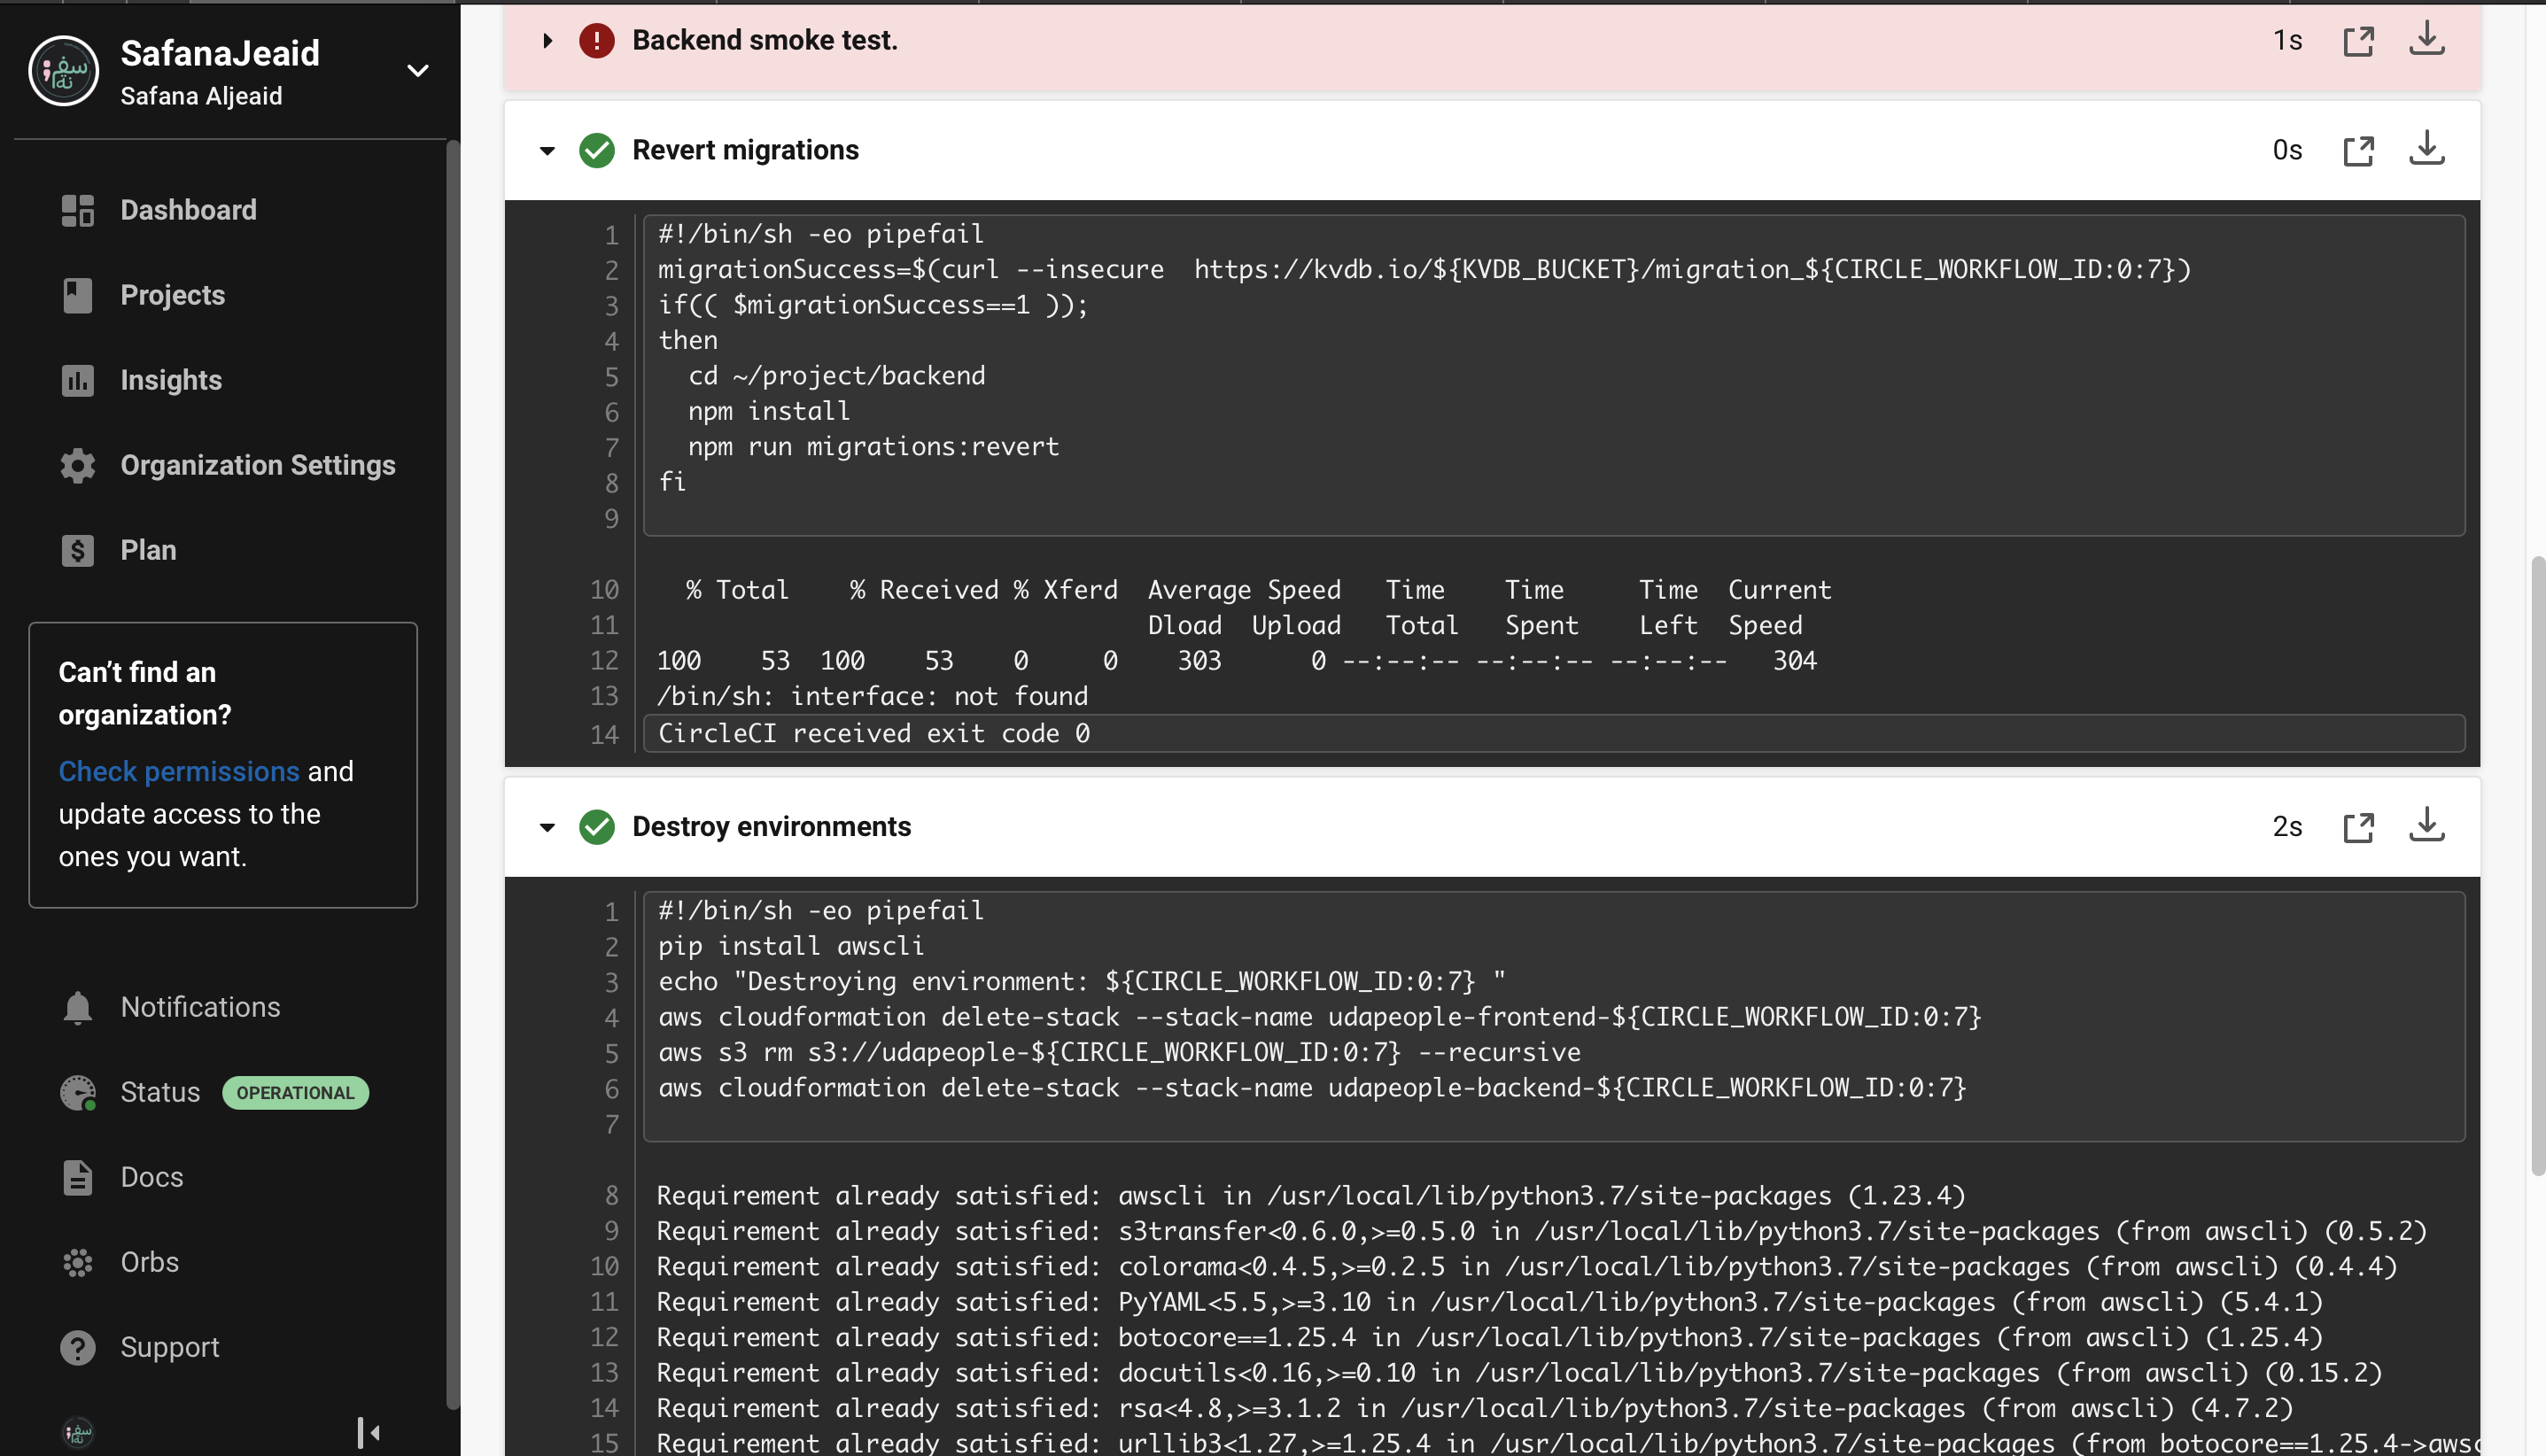 SafanaJeaid
Safana Aljeaid
Dashboard
Projects
Insights
Organization Settings
Plan
Can’t find an
organization?
Check permissions and
update access to the
ones you want.
Notifications
Status OPERATIONAL
Docs
Orbs
Support
Backend smoke test. 1s
Revert migrations 0s
1 #!/bin/sh -eo pipefail
2 migrationSuccess=$(curl --insecure  https://kvdb.io/${KVDB_BUCKET}/migration_${CIRCLE_WORKFLOW_ID:0:7})
3 if(( $migrationSuccess==1 ));
4 then
5   cd ~/project/backend
6   npm install
7   npm run migrations:revert
8 fi
9
10   % Total    % Received % Xferd  Average Speed   Time    Time     Time  Current
11                                  Dload  Upload   Total   Spent    Left  Speed
12 100    53  100    53    0     0    303      0 --:--:-- --:--:-- --:--:--   304
13 /bin/sh: interface: not found
14 CircleCI received exit code 0
Destroy environments 2s
1 #!/bin/sh -eo pipefail
2 pip install awscli
3 echo "Destroying environment: ${CIRCLE_WORKFLOW_ID:0:7} "
4 aws cloudformation delete-stack --stack-name udapeople-frontend-${CIRCLE_WORKFLOW_ID:0:7}
5 aws s3 rm s3://udapeople-${CIRCLE_WORKFLOW_ID:0:7} --recursive
6 aws cloudformation delete-stack --stack-name udapeople-backend-${CIRCLE_WORKFLOW_ID:0:7}
7
8 Requirement already satisfied: awscli in /usr/local/lib/python3.7/site-packages (1.23.4)
9 Requirement already satisfied: s3transfer<0.6.0,>=0.5.0 in /usr/local/lib/python3.7/site-packages (from awscli) (0.5.2)
10 Requirement already satisfied: colorama<0.4.5,>=0.2.5 in /usr/local/lib/python3.7/site-packages (from awscli) (0.4.4)
11 Requirement already satisfied: PyYAML<5.5,>=3.10 in /usr/local/lib/python3.7/site-packages (from awscli) (5.4.1)
12 Requirement already satisfied: botocore==1.25.4 in /usr/local/lib/python3.7/site-packages (from awscli) (1.25.4)
13 Requirement already satisfied: docutils<0.16,>=0.10 in /usr/local/lib/python3.7/site-packages (from awscli) (0.15.2)
14 Requirement already satisfied: rsa<4.8,>=3.1.2 in /usr/local/lib/python3.7/site-packages (from awscli) (4.7.2)
15 Requirement already satisfied: urllib3<1.27,>=1.25.4 in /usr/local/lib/python3.7/site-packages (from botocore==1.25.4->awsc